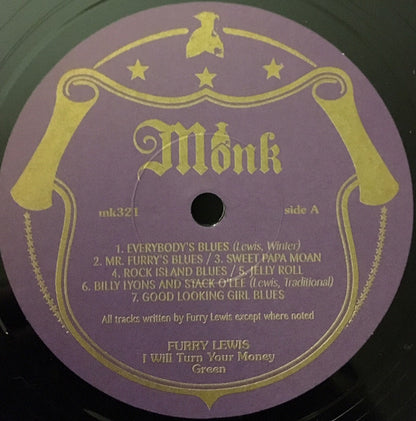 Monk
mk321 side A
1. EVERYBODY'S BLUES (Lewis, Winter)
2. MR. FURRY'S BLUES / 3. SWEET PAPA MOAN
4. ROCK ISLAND BLUES / 5. JELLY ROLL
6. BILLY LYONS AND STACK O'LEE (Lewis, Traditional)
7. GOOD LOOKING GIRL BLUES
All tracks written by Furry Lewis except where noted
FURRY LEWIS
I Will Turn Your Money
Green